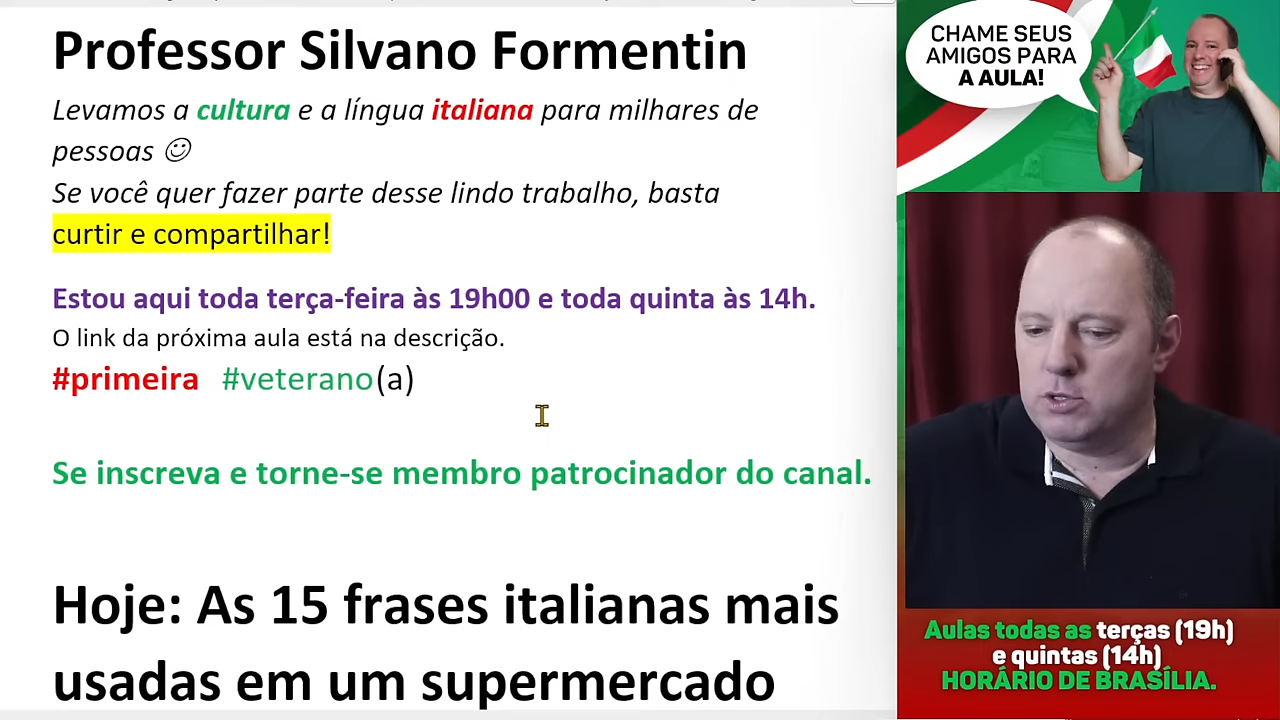 Professor Silvano Formentin
Levamos a cultura e a língua italiana para milhares de
pessoas ☺
Se você quer fazer parte desse lindo trabalho, basta
curtir e compartilhar!
Estou aqui toda terça-feira às 19h00 e toda quinta às 14h.
O link da próxima aula está na descrição.
#primeira #veterano(a)
Se inscreva e torne-se membro patrocinador do canal.
Hoje: As 15 frases italianas mais
usadas em um supermercado
CHAME SEUS
AMIGOS PARA
A AULA!
Aulas todas as terças (19h)
e quintas (14h)
HORÁRIO DE BRASÍLIA.